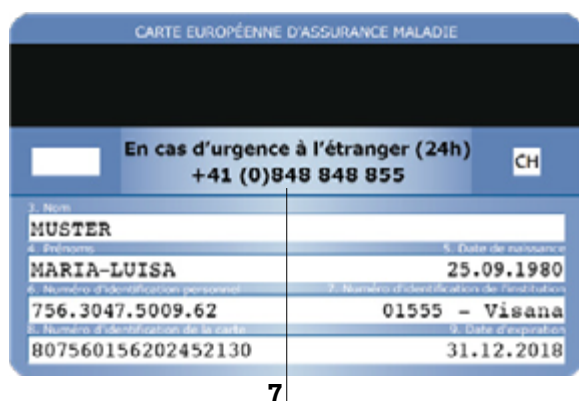 CARTE EUROPÉENNE D'ASSURANCE MALADIE
En cas d'urgence à l'étranger (24h)
+41 (0)848 848 855
CH
3. Nom
MUSTER
4. Prénoms 5. Date de naissance
MARIA-LUISA 25.09.1980
6. Numéro d'identification personnel 7. Numéro d'identification de l'institution
756.3047.5009.62 01555 - Visana
8. Numéro d'identification de la carte 9. Date d'expiration
807560156202452130 31.12.2018
7